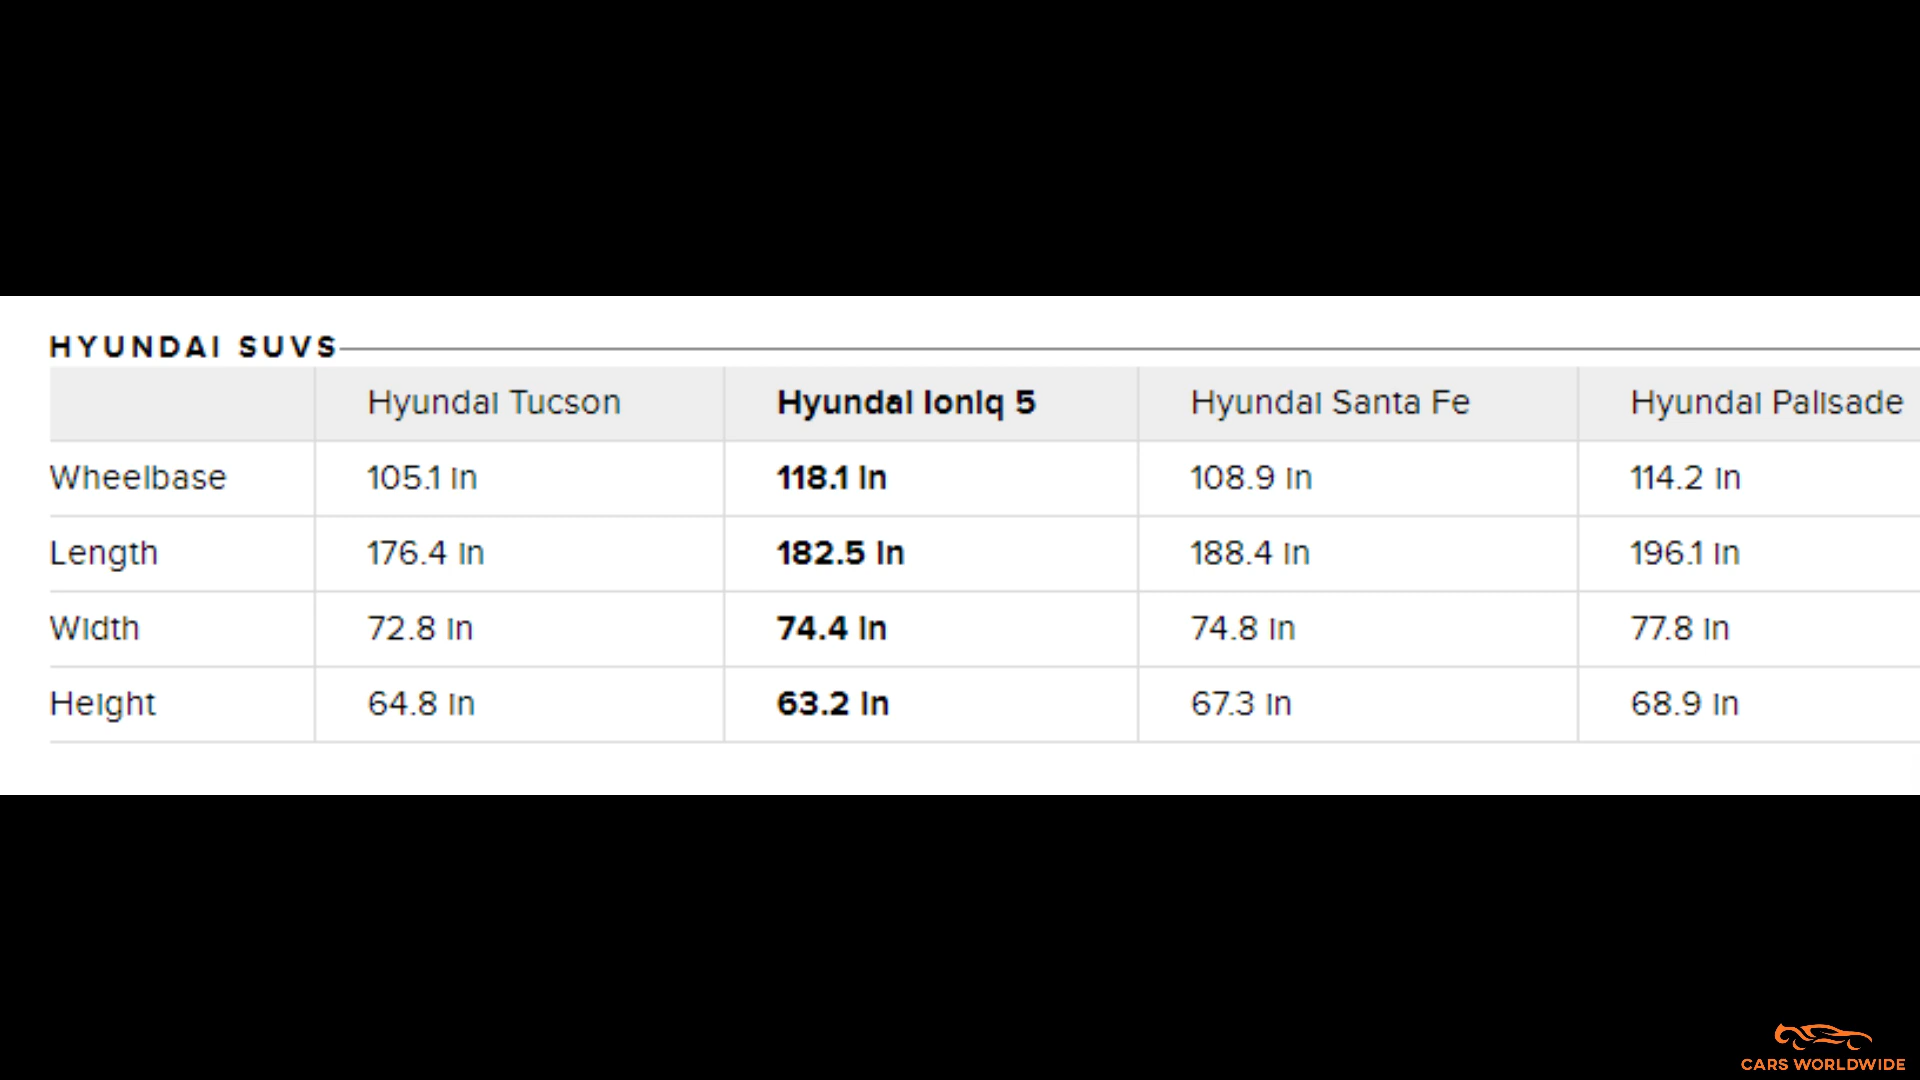 HYUNDAI SUVS
Hyundai Tucson Hyundai Ioniq 5 Hyundai Santa Fe Hyundai Palisade
Wheelbase 105.1 in 118.1 in 108.9 in 114.2 in
Length 176.4 in 182.5 in 188.4 in 196.1 in
Width 72.8 in 74.4 in 74.8 in 77.8 in
Height 64.8 in 63.2 in 67.3 in 68.9 in
CARS WORLDWIDE